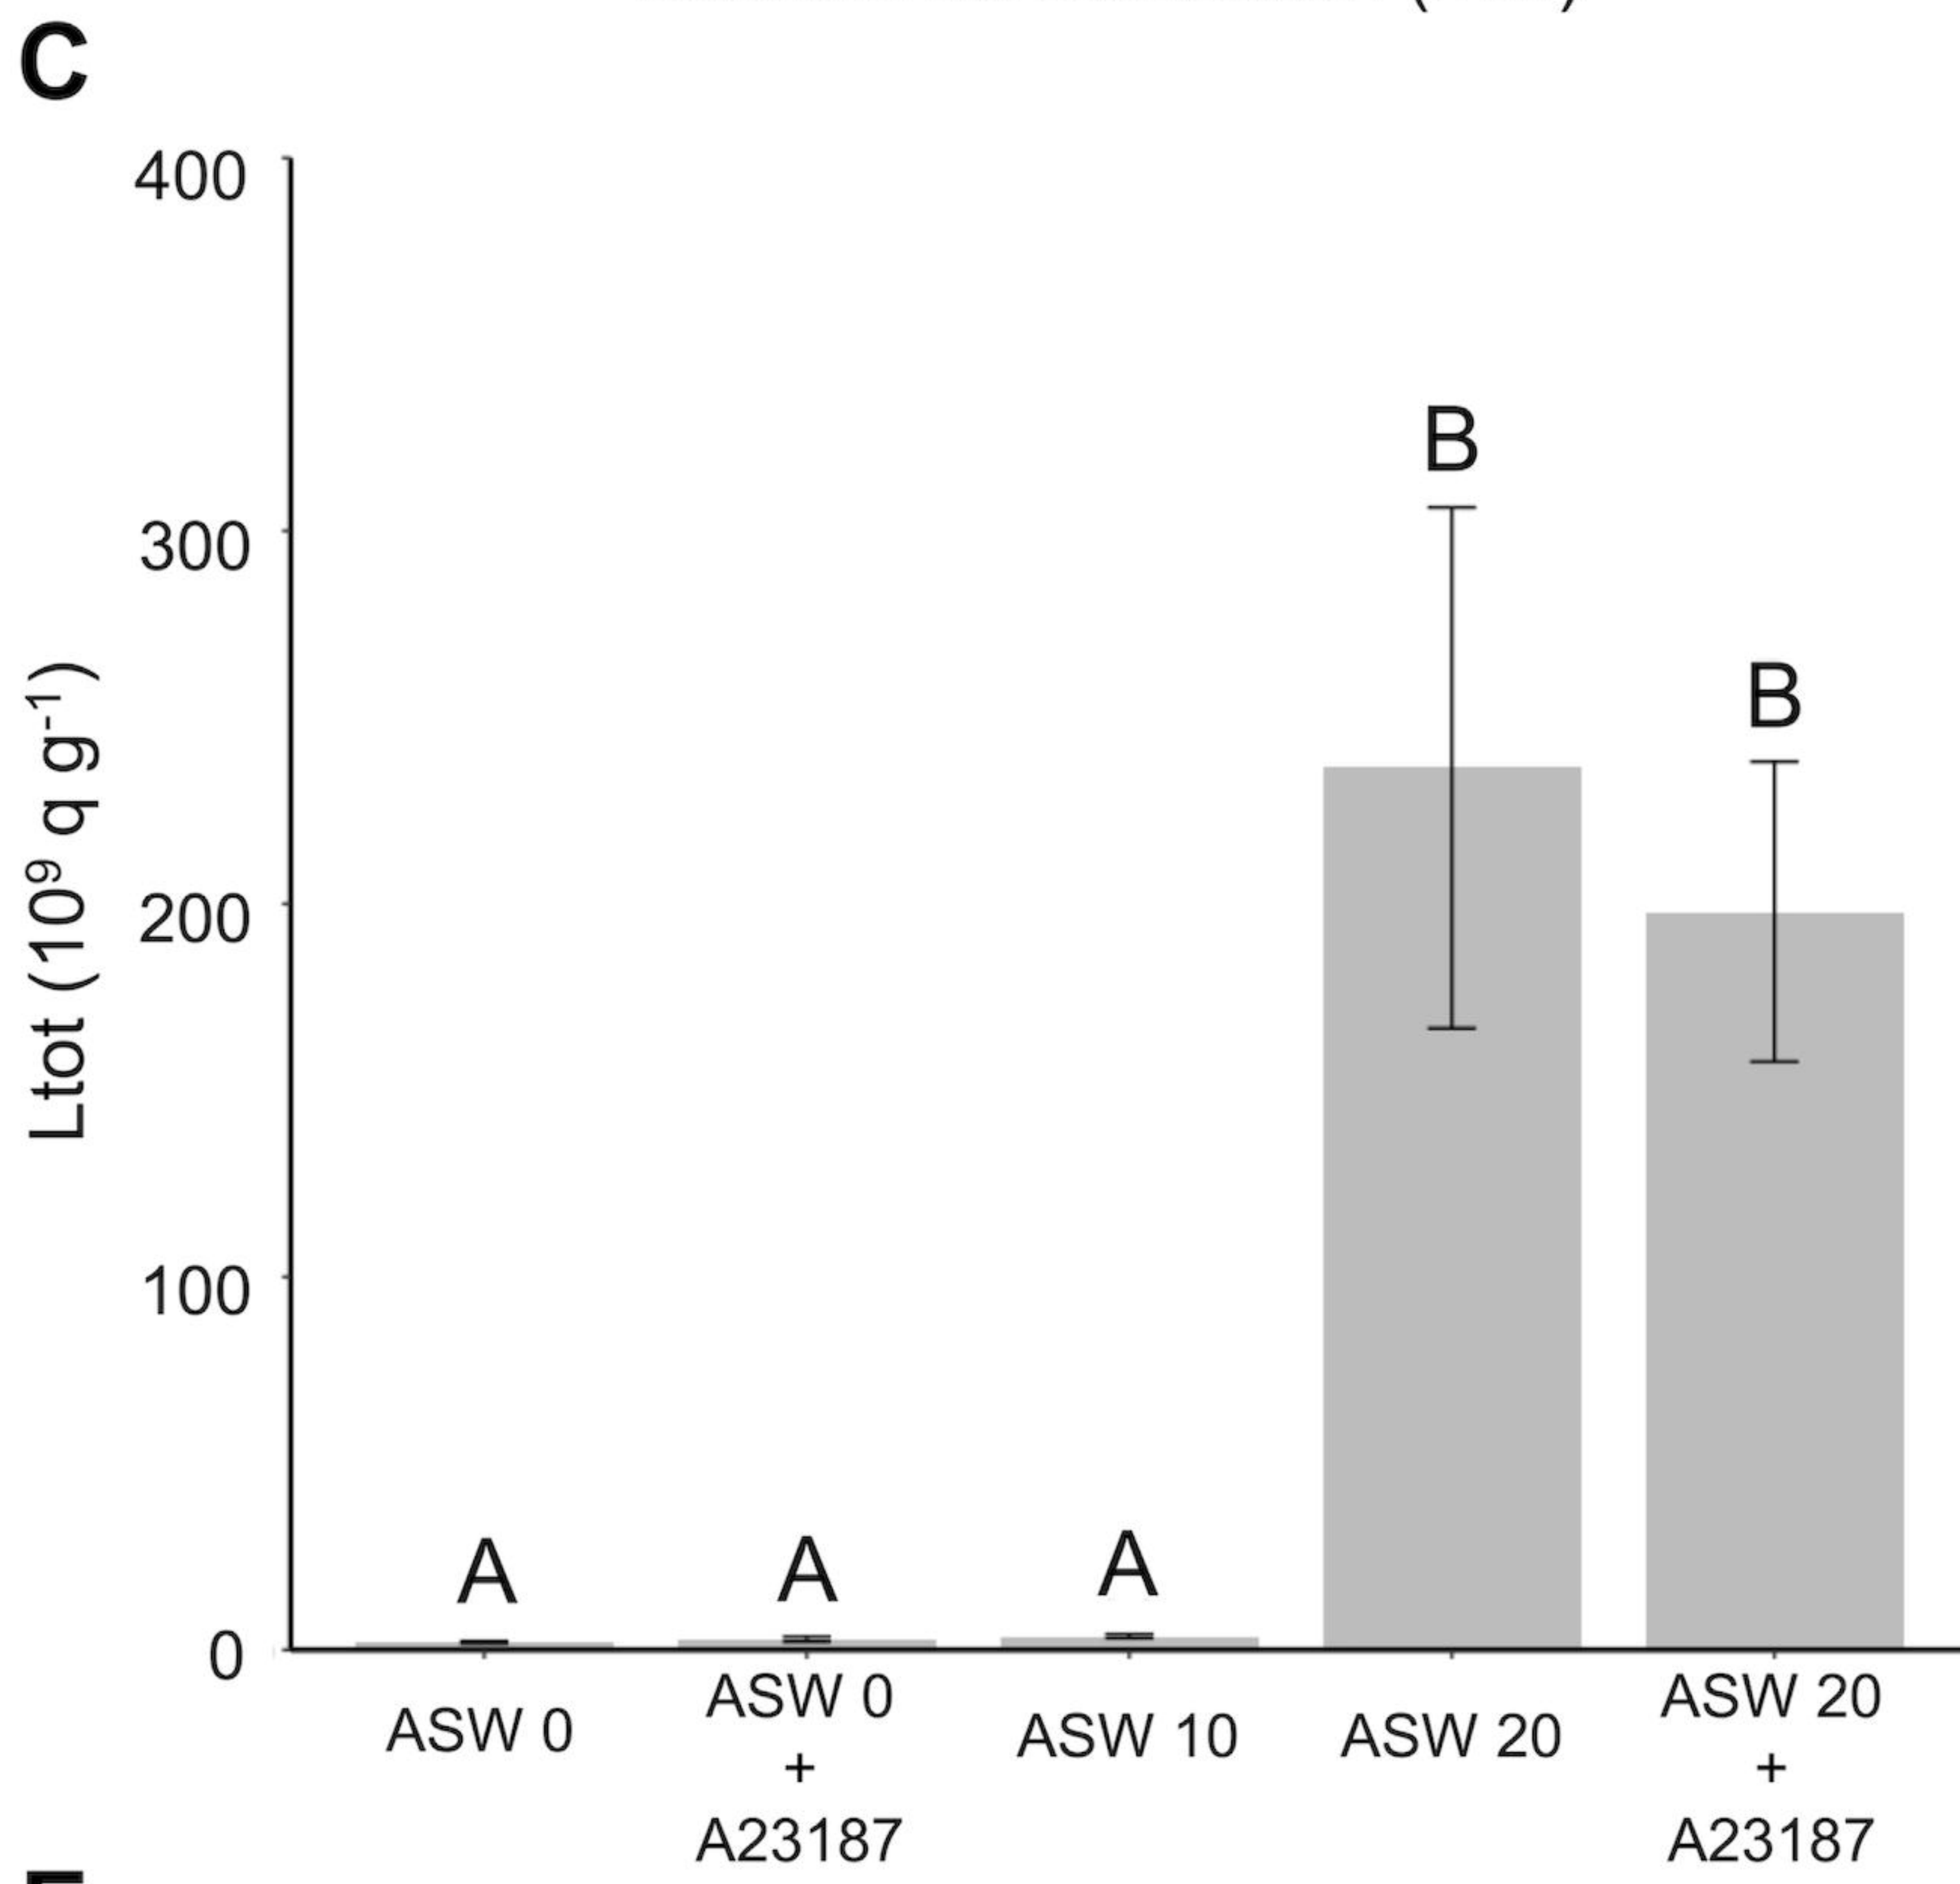 C
400
300
200
100
0
Ltot (10⁹ q g⁻¹)
A
A
A
B
B
ASW 0
ASW 0
+
A23187
ASW 10
ASW 20
ASW 20
+
A23187